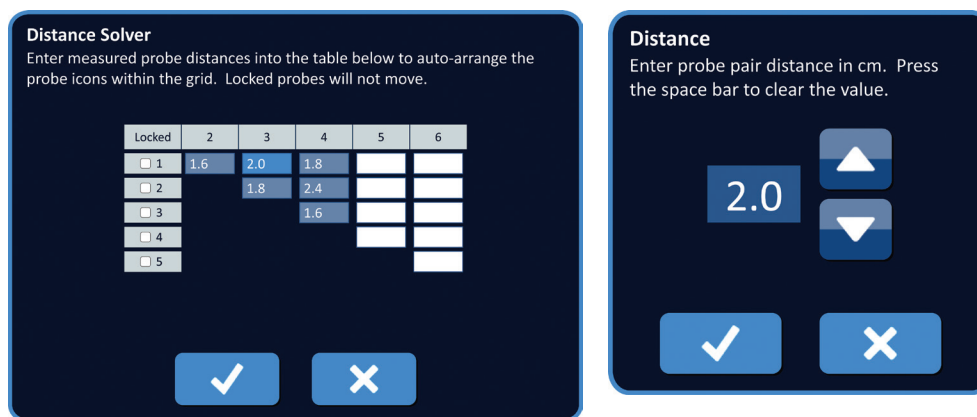 Distance Solver
Enter measured probe distances into the table below to auto-arrange the
probe icons within the grid. Locked probes will not move.
Locked 2 3 4 5 6
1 1.6 2.0 1.8
2 1.8 2.4
3 1.6
4
5
Distance
Enter probe pair distance in cm. Press
the space bar to clear the value.
2.0